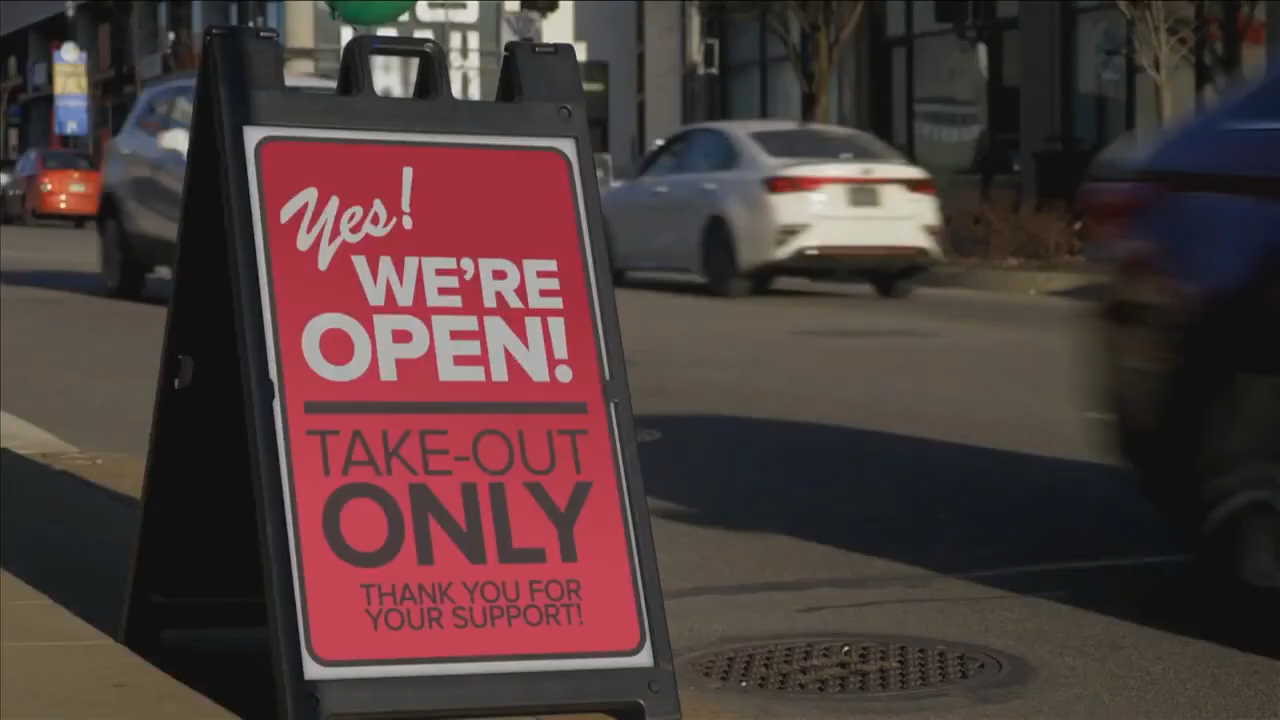 Yes!
WE'RE
OPEN!
TAKE-OUT
ONLY
THANK YOU FOR
YOUR SUPPORT!